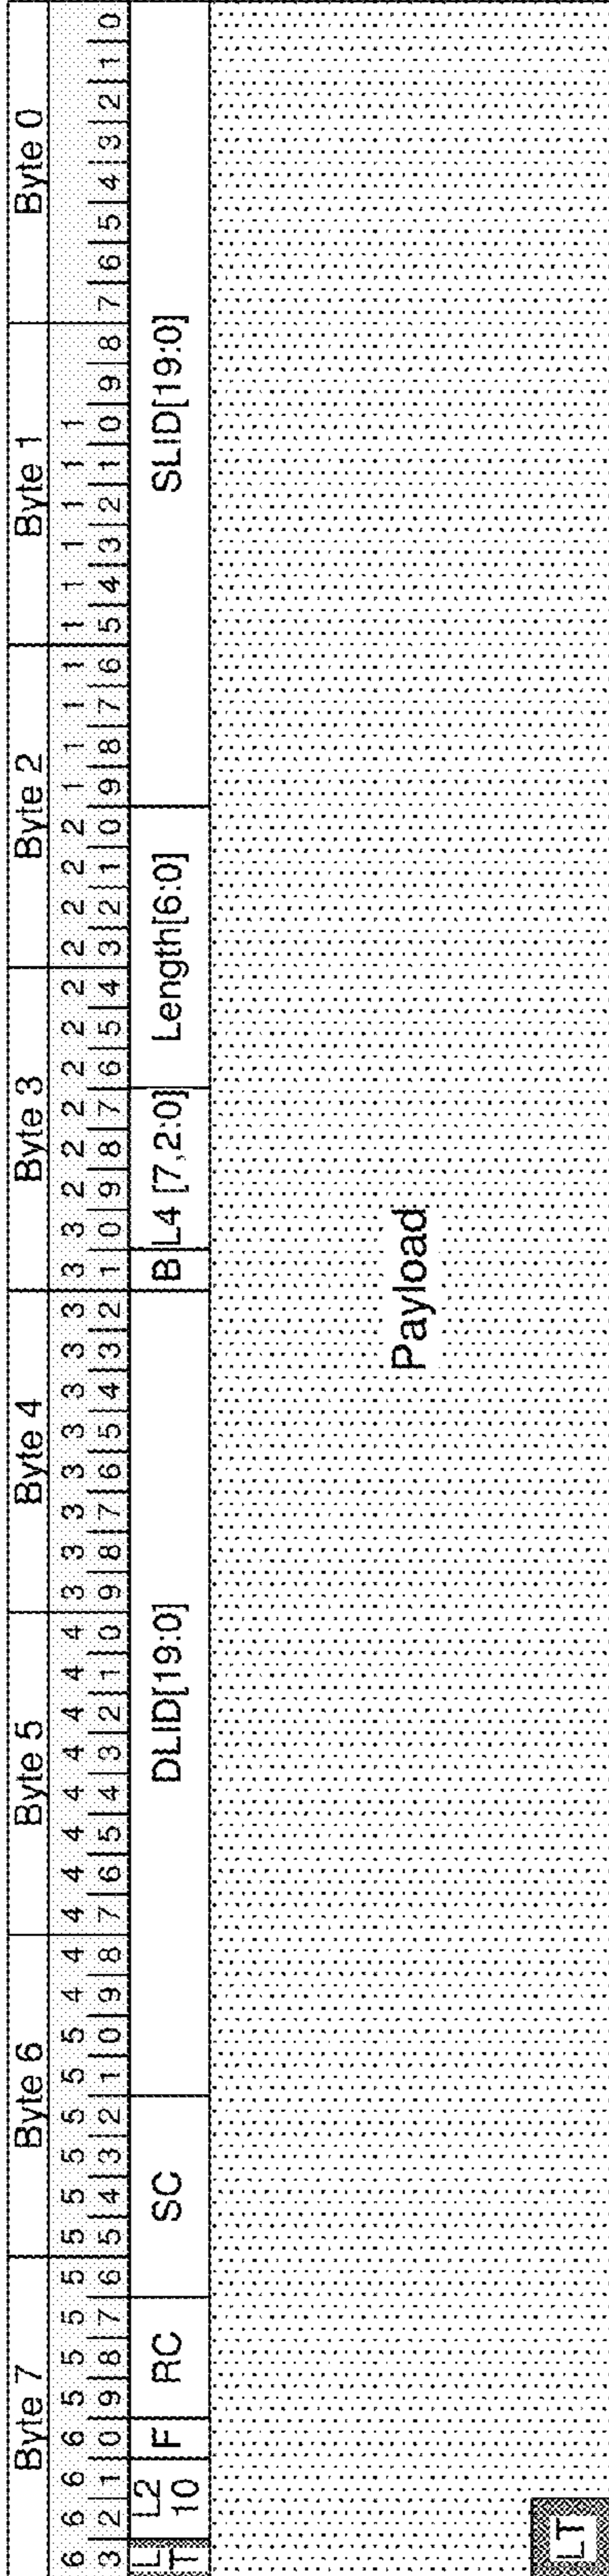 Byte 7 Byte 6 Byte 5 Byte 4 Byte 3 Byte 2 Byte 1 Byte 0
6 6 6 6 5 5 5 5 5 5 5 5 5 5 4 4 4 4 4 4 4 4 4 4 3 3 3 3 3 3 3 3 3 3 2 2 2 2 2 2 2 2 2 2 1 1 1 1 1 1 1 1 1 1
3 2 1 0 9 8 7 6 5 4 3 2 1 0 9 8 7 6 5 4 3 2 1 0 9 8 7 6 5 4 3 2 1 0 9 8 7 6 5 4 3 2 1 0 9 8 7 6 5 4 3 2 1 0 9 8 7 6 5 4 3 2 1 0
L L2 F RC SC DLID[19:0] B L4 [7,2:0] Length[6:0] SLID[19:0]
T 10
Payload
LT